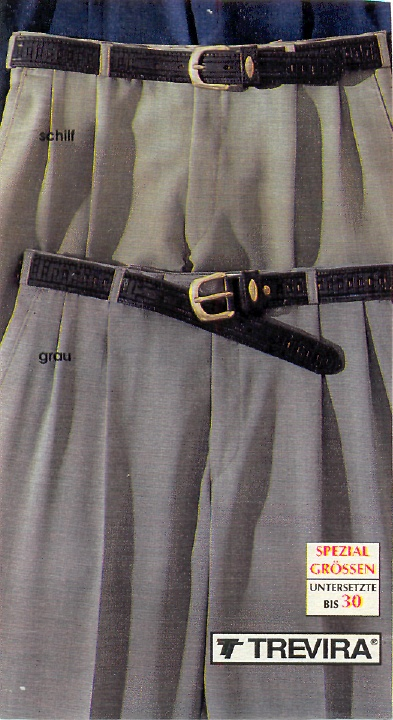 schilf
grau
SPEZIAL
GRÖSSEN
UNTERSETZTE
BIS 30
TREVIRA®